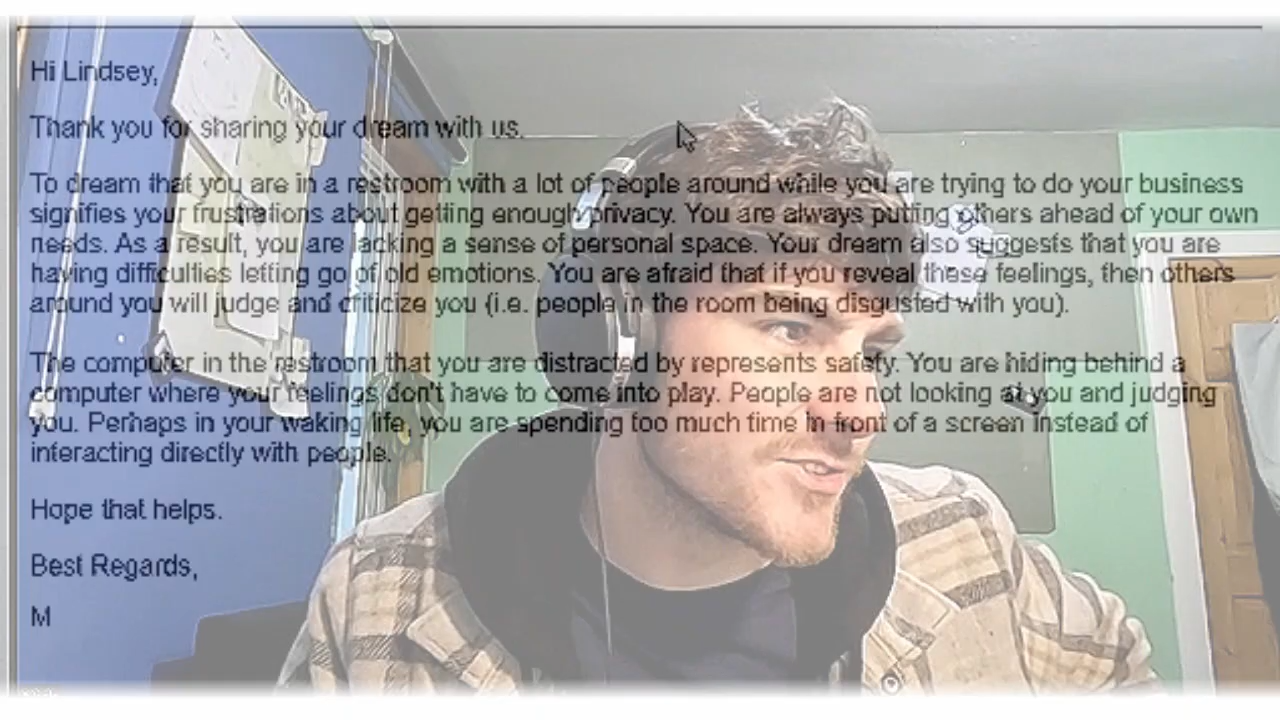 Hi Lindsey,
Thank you for sharing your dream with us.
To dream that you are in a restroom with a lot of people around while you are trying to do your business
signifies your frustrations about getting enough privacy. You are always putting others ahead of your own
needs. As a result, you are lacking a sense of personal space. Your dream also suggests that you are
having difficulties letting go of old emotions. You are afraid that if you reveal these feelings, then others
around you will judge and criticize you (i.e. people in the room being disgusted with you).
The computer in the restroom that you are distracted by represents safety. You are hiding behind a
computer where your feelings don't have to come into play. People are not looking at you and judging
you. Perhaps in your waking life, you are spending too much time in front of a screen instead of
interacting directly with people.
Hope that helps.
Best Regards,
M